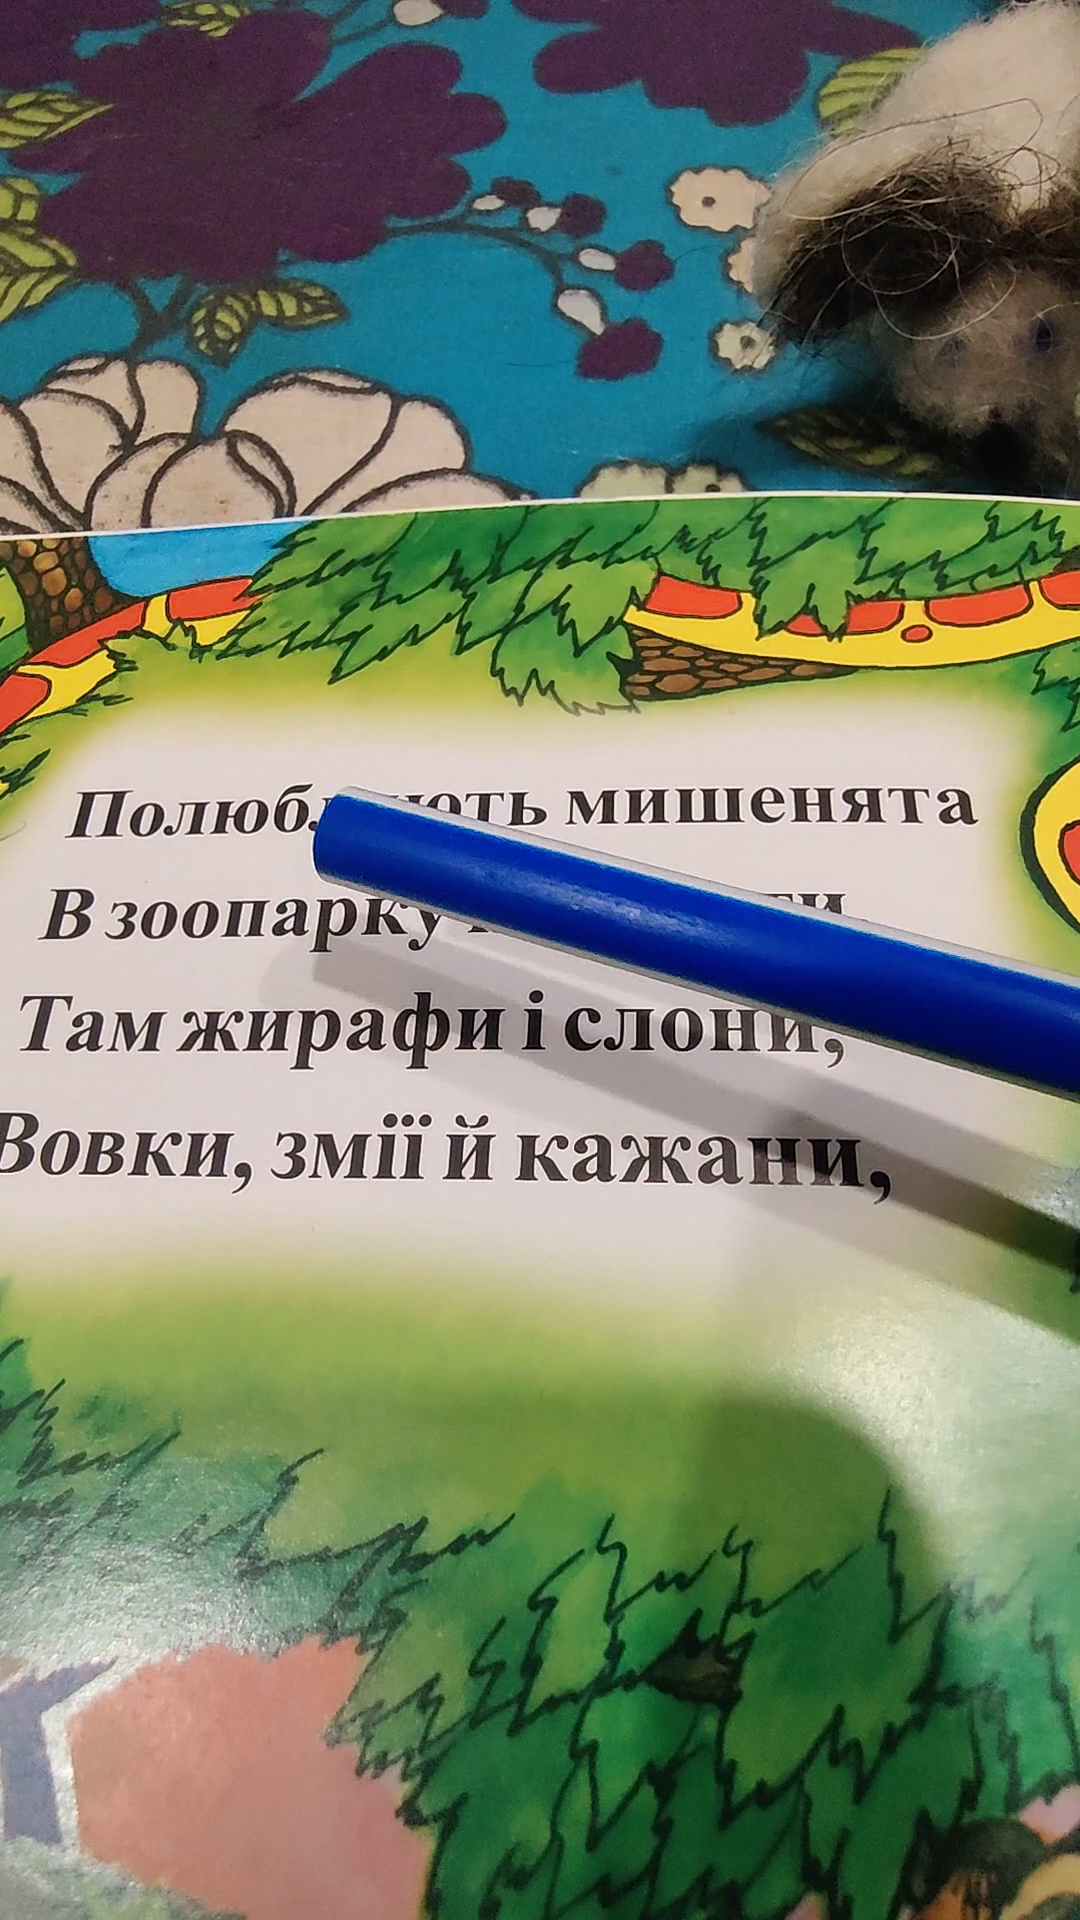 мишенята
В зоопарку
Там жирафи і слони,
Вовки, змії й кажани,